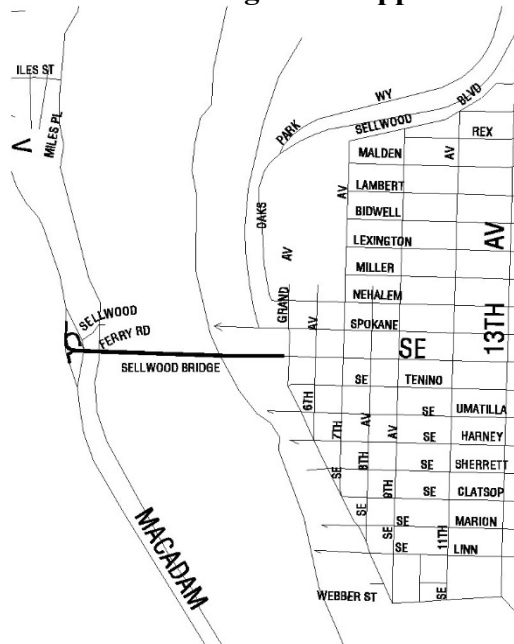 ILES ST
MILES PL
V
PARK
WY
SELLWOOD
BLVD
REX
MALDEN
AV
LAMBERT
AV
BIDWELL
OAKS
LEXINGTON
AV
AV
MILLER
NEHALEM
GRAND
AV
SPOKANE
13TH
SE
SELLWOOD
FERRY RD
SELLWOOD BRIDGE
SE
TENINO
6TH
SE
UMATILLA
7TH
AV
AV
SE
HARNEY
8TH
SE
SHERRETT
SE
9TH
SE
CLATSOP
SE
SE
MARION
SE
11TH
SE
LINN
MACADAM
WEBBER ST
SE